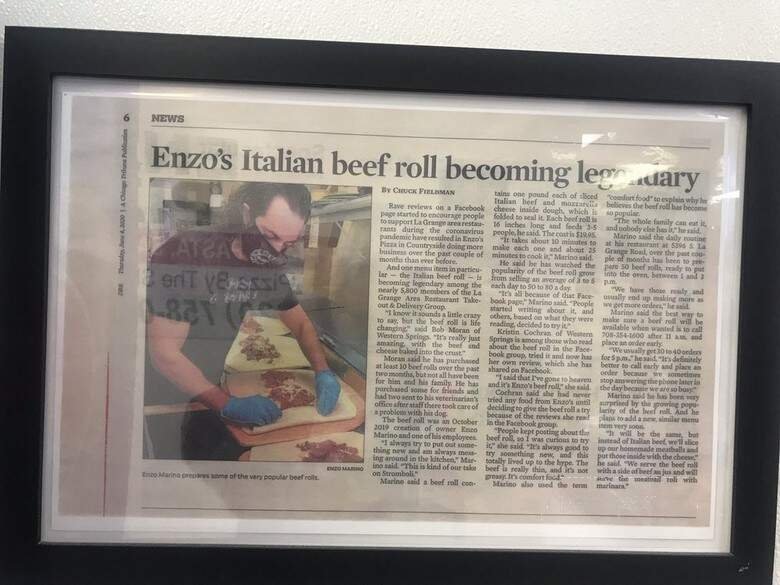 6 NEWS
Thursday, June 4, 2020 | A Chicago Tribune Publication
Enzo's Italian beef roll becoming legendary
Enzo Marino prepares some of the very popular beef rolls.
ENZO MARINO
BY CHUCK FIELDMAN
Rave reviews on a Facebook
page started to encourage people
to support La Grange area restau-
rants during the coronavirus
pandemic have resulted in Enzo's
Pizza in Countryside doing more
business over the past couple of
months than ever before.
And one menu item in particu-
lar — the Italian beef roll — is
becoming legendary among the
nearly 5,800 members of the La
Grange Area Restaurant Take-
out & Delivery Group.
"I know it sounds a little crazy
to say, but the beef roll is life
changing," said Bob Moran of
Western Springs. "It's really just
amazing, with the beef and
cheese baked into the crust."
Moran said he has purchased
at least 10 beef rolls over the past
two months, but not all have been
for him and his family. He has
purchased some for friends and
had two sent to his veterinarian's
office after staff there took care of
a problem with his dog.
The beef roll was an October
2019 creation of owner Enzo
Marino and one of his employees.
"I always try to put out some-
thing new and am always mess-
ing around in the kitchen," Mar-
ino said. "This is kind of our take
on Stromboli."
Marino said a beef roll con-
tains one pound each of sliced
Italian beef and mozzarella
cheese inside dough, which is
folded to seal it. Each beef roll is
16 inches long and feeds 3-5
people, he said. The cost is $19.95.
"It takes about 10 minutes to
make each one and about 25
minutes to cook it," Marino said.
He said he has watched the
popularity of the beef roll grow
from selling an average of 3 to 6
each day to 50 to 80 a day.
"It's all because of that Face-
book page," Marino said. "People
started writing about it, and
others, based on what they were
reading, decided to try it."
Kristin Cochran of Western
Springs is among those who read
about the beef roll in the Face-
book group, tried it and now has
her own review, which she has
shared on Facebook.
"I said that I've gone to heaven
and it's Enzo's beef roll," she said.
Cochran said she had never
tried any food from Enzo's until
deciding to give the beef roll a try
because of the reviews she read
in the Facebook group.
"People kept posting about the
beef roll, so I was curious to try
it," she said. "It's always good to
try something new, and this
totally lived up to the hype. The
beef is really thin, and it's not
greasy. It's comfort food."
Marino also used the term
"comfort food" to explain why he
believes the beef roll has become
so popular.
"The whole family can eat it,
and nobody else has it," he said.
Marino said the daily routine
at his restaurant at 5596 S. La
Grange Road, over the past cou-
ple of months has been to pre-
pare 50 beef rolls, ready to put
into the oven, between 1 and 2
p.m.
"We have those ready and
usually end up making more as
we get more orders," he said.
Marino said the best way to
make sure a beef roll will be
available when wanted is to call
708-354-1600 after 11 a.m. and
place an order early.
"We usually get 30 to 40 orders
for 5 p.m.," he said. "It's definitely
better to call early and place an
order because we sometimes
stop answering the phone later in
the day because we are so busy."
Marino said he has been very
surprised by the growing popu-
larity of the beef roll. And he
plans to add a new, similar menu
item very soon.
"It will be the same, but
instead of Italian beef, we'll slice
up our homemade meatballs and
put those inside with the cheese,"
he said. "We serve the beef roll
with a side of beef au jus and will
serve the meatball roll with
marinara."